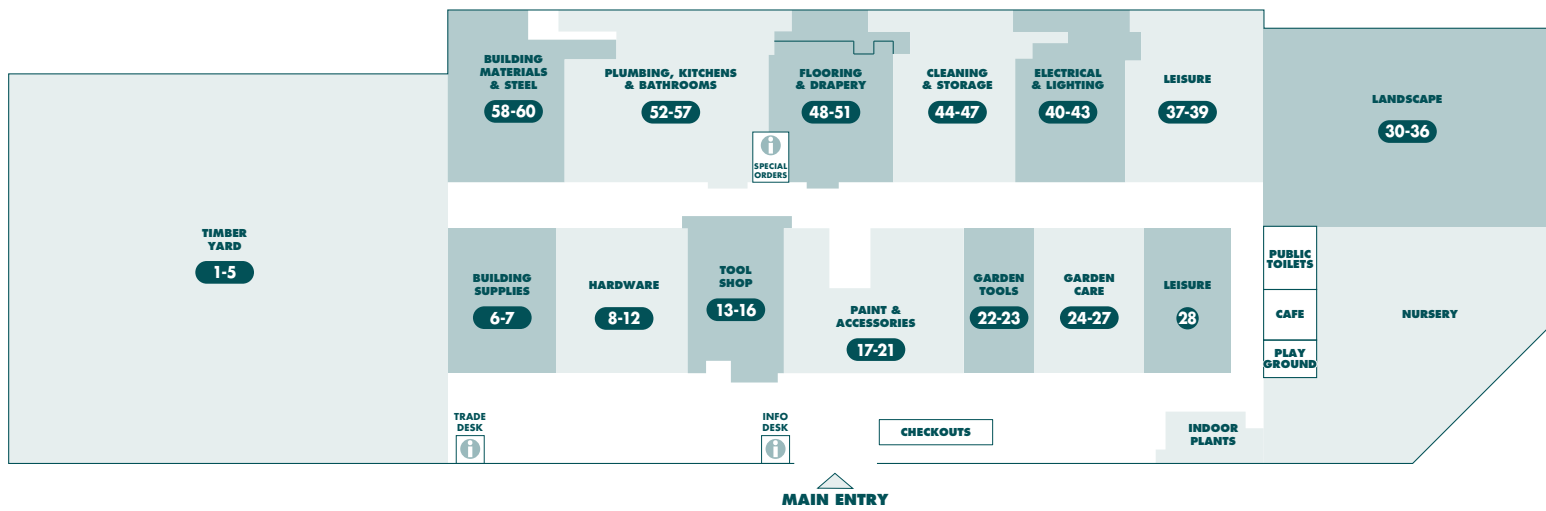 BUILDING
MATERIALS
& STEEL
58-60
PLUMBING, KITCHENS
& BATHROOMS
52-57
FLOORING
& DRAPERY
48-51
CLEANING
& STORAGE
44-47
ELECTRICAL
& LIGHTING
40-43
LEISURE
37-39
LANDSCAPE
30-36
SPECIAL
ORDERS
TIMBER
YARD
1-5
BUILDING
SUPPLIES
6-7
HARDWARE
8-12
TOOL
SHOP
13-16
PAINT &
ACCESSORIES
17-21
GARDEN
TOOLS
22-23
GARDEN
CARE
24-27
LEISURE
28
PUBLIC
TOILETS
CAFE
PLAY
GROUND
NURSERY
TRADE
DESK
INFO
DESK
CHECKOUTS
INDOOR
PLANTS
MAIN ENTRY